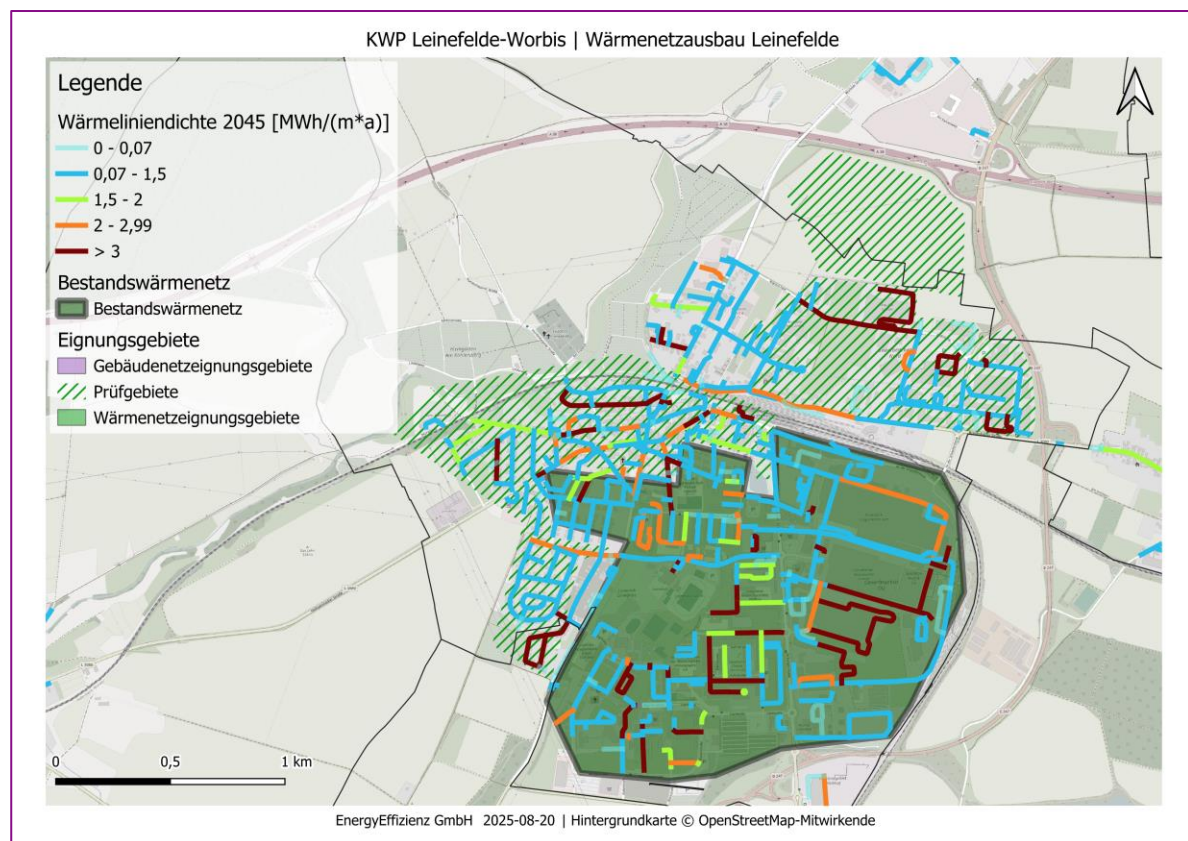 KWP Leinefelde-Worbis | Wärmenetzausbau Leinefelde
Legende
Wärmeliniendichte 2045 [MWh/(m*a)]
0 - 0,07
0,07 - 1,5
1,5 - 2
2 - 2,99
> 3
Bestandswärmenetz
Bestandswärmenetz
Eignungsgebiete
Gebäudenetzeignungsgebiete
Prüfgebiete
Wärmenetzeignungsgebiete
0
0,5
1 km
EnergyEffizienz GmbH 2025-08-20 | Hintergrundkarte © OpenStreetMap-Mitwirkende